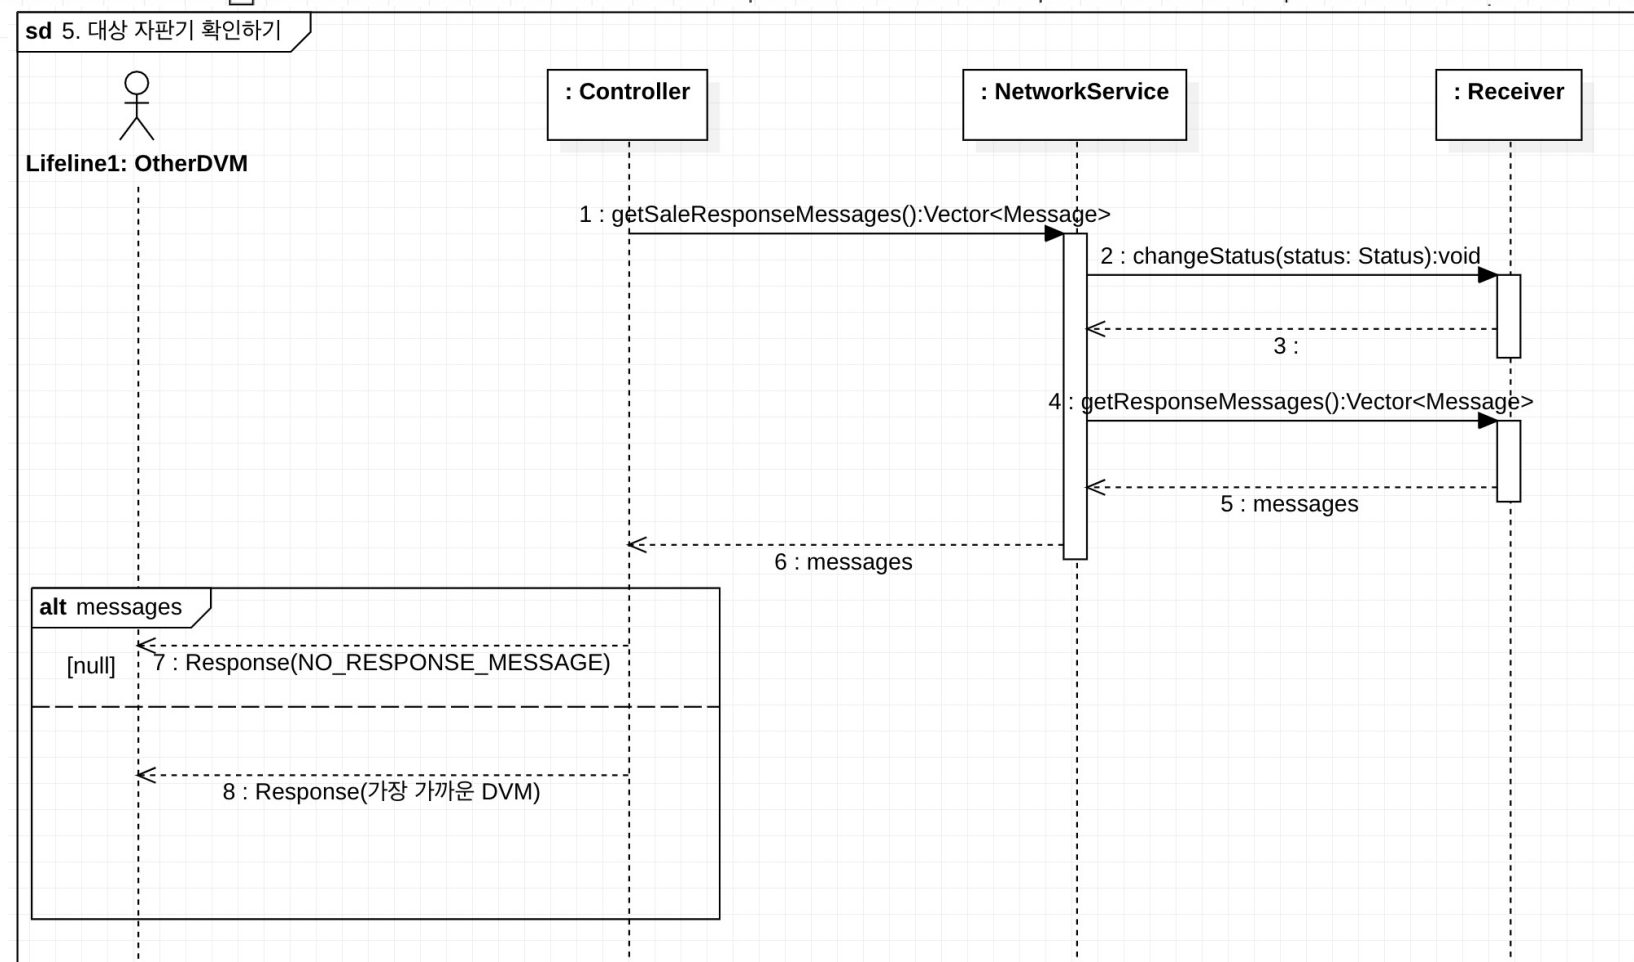 sd 5. 대상 자판기 확인하기
: Controller
: NetworkService
: Receiver
Lifeline1: OtherDVM
1 : getSaleResponseMessages():Vector<Message>
2 : changeStatus(status: Status):void
3 :
4 : getResponseMessages():Vector<Message>
5 : messages
6 : messages
alt messages
[null]
7 : Response(NO_RESPONSE_MESSAGE)
8 : Response(가장 가까운 DVM)